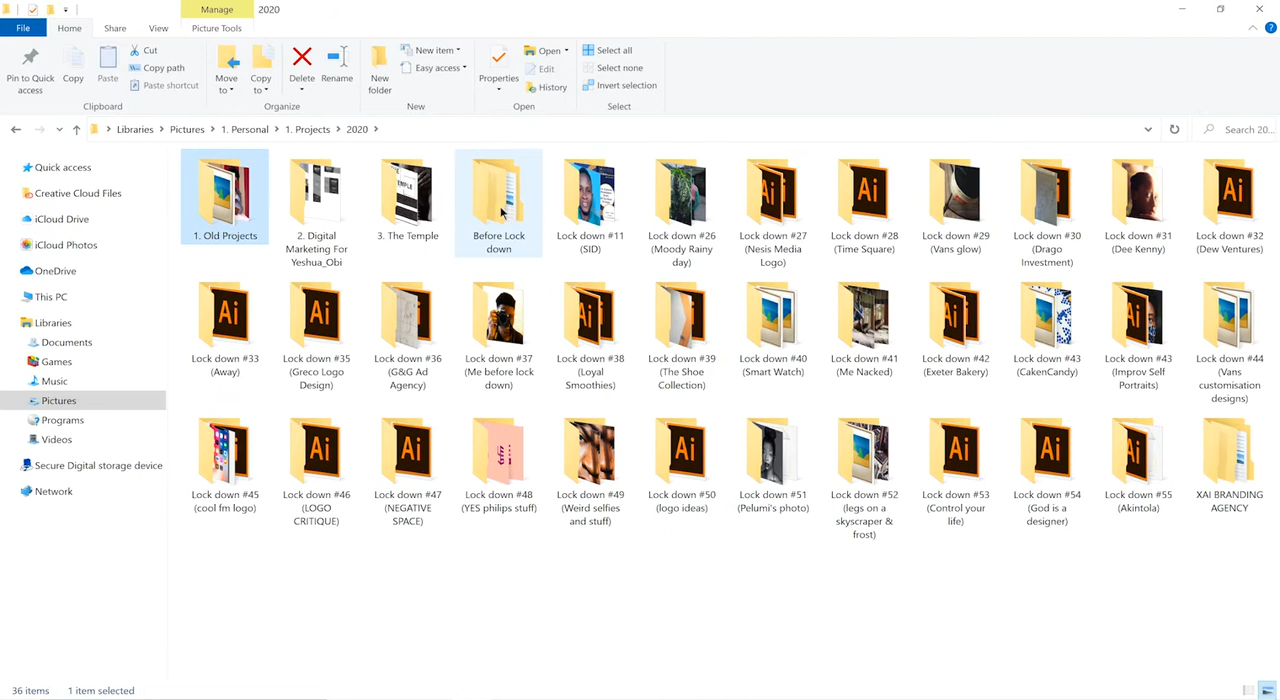 Manage
2020
File
Home
Share
View
Picture Tools
Pin to Quick access
Copy
Paste
Cut
Copy path
Paste shortcut
Clipboard
Move to
Copy to
Delete
Rename
Organize
New folder
New item
Easy access
New
Properties
Open
Edit
History
Open
Select all
Select none
Invert selection
Select
Libraries
Pictures
1. Personal
1. Projects
2020
Search 20...
Quick access
Creative Cloud Files
iCloud Drive
iCloud Photos
OneDrive
This PC
Libraries
Documents
Games
Music
Pictures
Programs
Videos
Secure Digital storage device
Network
1. Old Projects
2. Digital
Marketing For
Yeshua_Obi
3. The Temple
Before Lock
down
Lock down #11
(SID)
Lock down #26
(Moody Rainy
day)
Lock down #27
(Nesis Media
Logo)
Lock down #28
(Time Square)
Lock down #29
(Vans glow)
Lock down #30
(Drago
Investment)
Lock down #31
(Dee Kenny)
Lock down #32
(Dew Ventures)
Lock down #33
(Away)
Lock down #35
(Greco Logo
Design)
Lock down #36
(G&G Ad
Agency)
Lock down #37
(Me before lock
down)
Lock down #38
(Loyal
Smoothies)
Lock down #39
(The Shoe
Collection)
Lock down #40
(Smart Watch)
Lock down #41
(Me Nacked)
Lock down #42
(Exeter Bakery)
Lock down #43
(CakenCandy)
Lock down #43
(Improv Self
Portraits)
Lock down #44
(Vans
customisation
designs)
Lock down #45
(cool fm logo)
Lock down #46
(LOGO
CRITIQUE)
Lock down #47
(NEGATIVE
SPACE)
Lock down #48
(YES philips stuff)
Lock down #49
(Weird selfies
and stuff)
Lock down #50
(logo ideas)
Lock down #51
(Pelumi's photo)
Lock down #52
(legs on a
skyscraper &
frost)
Lock down #53
(Control your
life)
Lock down #54
(God is a
designer)
Lock down #55
(Akintola)
XAI BRANDING
AGENCY
36 items
1 item selected